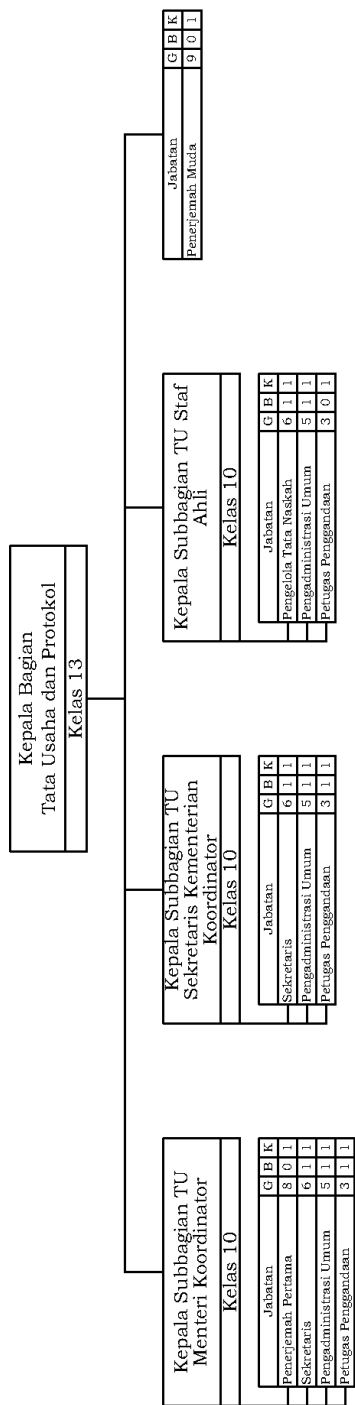 Kepala Bagian
Tata Usaha dan Protokol
Kelas 13
Kepala Subbagian TU
Menteri Koordinator
Kelas 10
Jabatan G B K
Penerjemah Pertama 8 0 1
Sekretaris 6 1 1
Pengadministrasi Umum 5 1 1
Petugas Penggandaan 3 1 1
Kepala Subbagian TU
Sekretaris Kementerian
Koordinator
Kelas 10
Jabatan G B K
Sekretaris 6 1 1
Pengadministrasi Umum 5 1 1
Petugas Penggandaan 3 1 1
Kepala Subbagian TU Staf
Ahli
Kelas 10
Jabatan G B K
Pengelola Tata Naskah 6 1 1
Pengadministrasi Umum 5 1 1
Petugas Penggandaan 3 0 1
Jabatan G B K
Penerjemah Muda 9 0 1